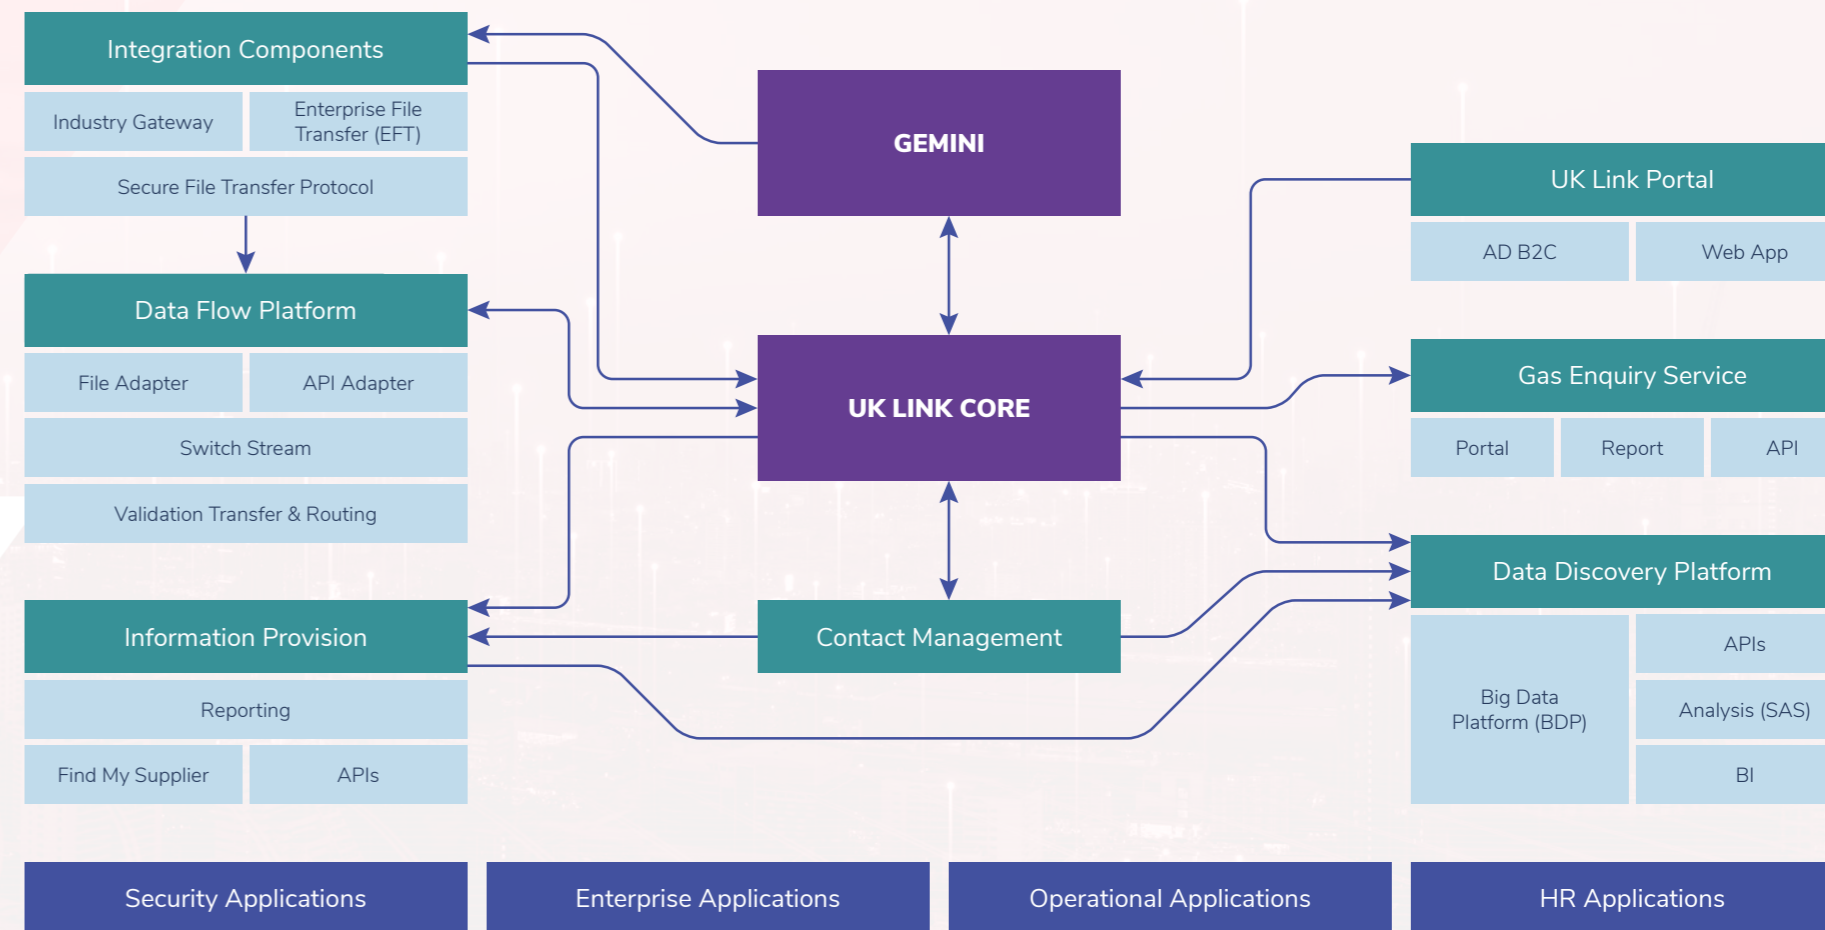 Integration Components
Industry Gateway
Enterprise File
Transfer (EFT)
Secure File Transfer Protocol
Data Flow Platform
File Adapter
API Adapter
Switch Stream
Validation Transfer & Routing
Information Provision
Reporting
Find My Supplier
APIs
GEMINI
UK LINK CORE
Contact Management
UK Link Portal
AD B2C
Web App
Gas Enquiry Service
Portal
Report
API
Data Discovery Platform
Big Data
Platform (BDP)
APIs
Analysis (SAS)
BI
Security Applications
Enterprise Applications
Operational Applications
HR Applications